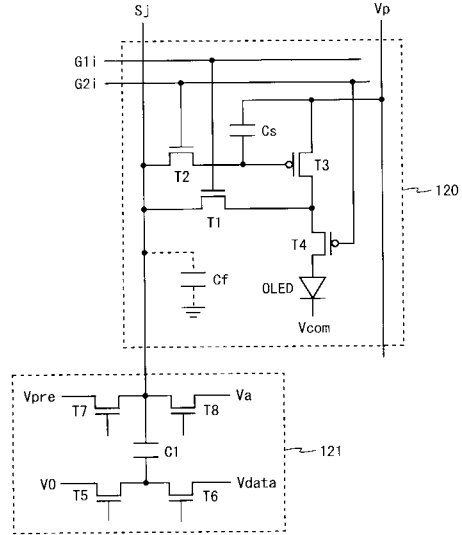 Sj
Vp
G1i
G2i
Cs
T2
T3
120
T1
T4
Cf
OLED
Vcom
Vpre
Va
T7
T8
C1
121
V0
Vdata
T5
T6